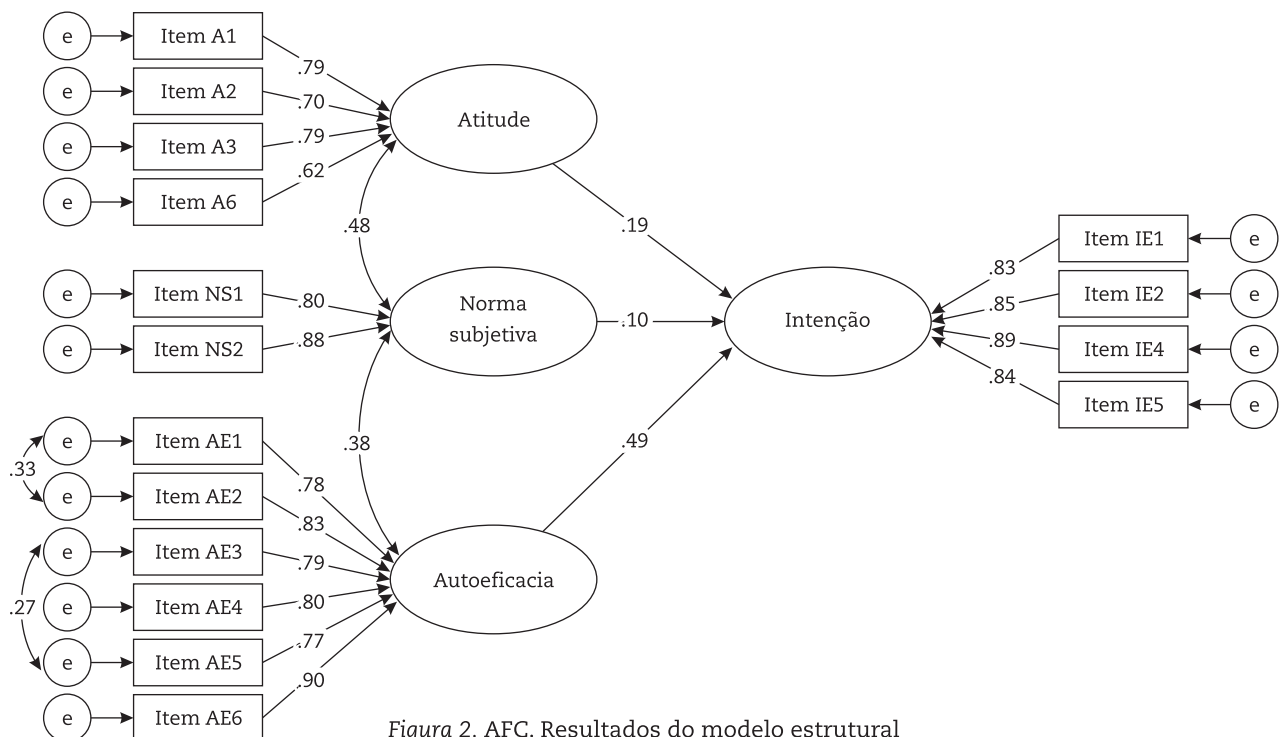 e Item A1 .79
e Item A2 .70
e Item A3 .79
e Item A6 .62
Atitude
.48
.19
e Item NS1 .80
e Item NS2 .88
Norma
subjetiva
.10
Intenção
.83 Item IE1 e
.85 Item IE2 e
.89 Item IE4 e
.84 Item IE5 e
.38
.49
.33
.27
e Item AE1 .78
e Item AE2 .83
e Item AE3 .79
e Item AE4 .80
e Item AE5 .77
e Item AE6 .90
Autoeficacia
Figura 2. AFC. Resultados do modelo estrutural